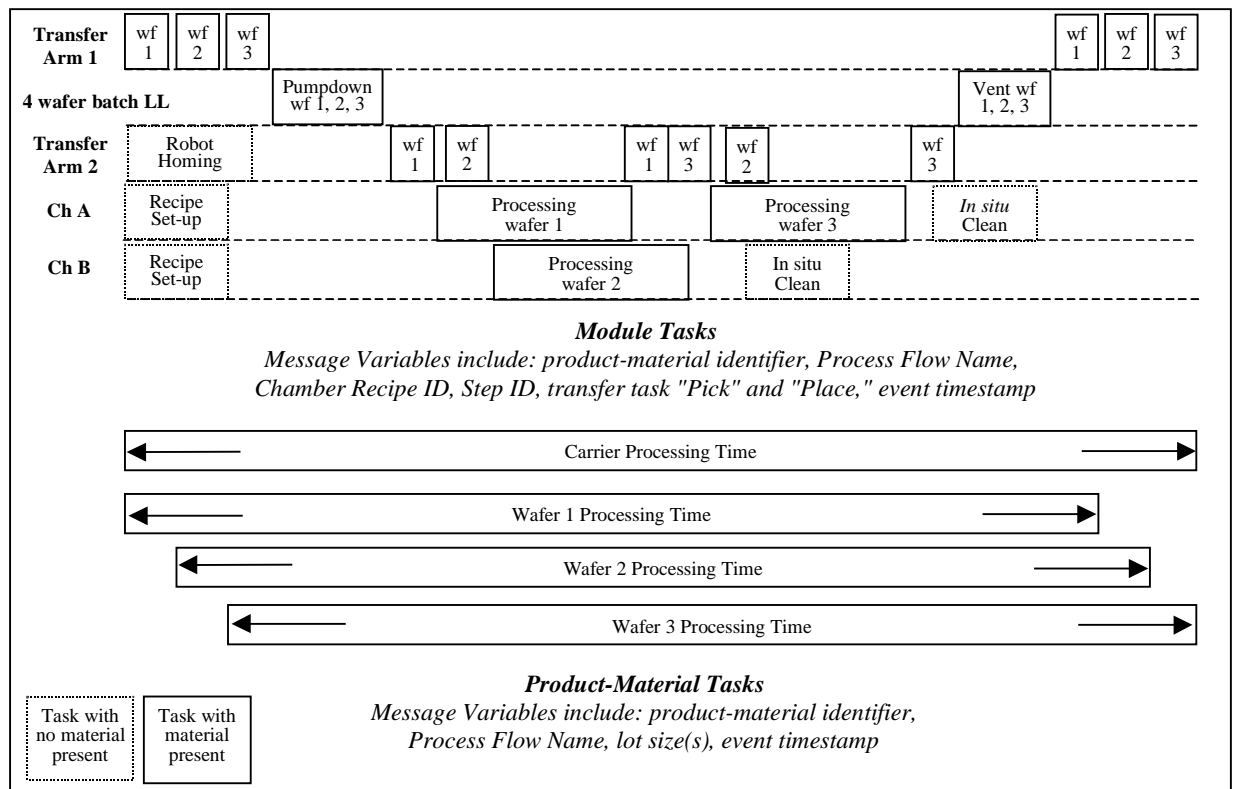 Transfer
Arm 1
wf
1
wf
2
wf
3
wf
1
wf
2
wf
3
4 wafer batch LL
Pumpdown
wf 1, 2, 3
Vent wf
1, 2, 3
Transfer
Arm 2
Robot
Homing
wf
1
wf
2
wf
1
wf
3
wf
2
wf
3
Ch A
Recipe
Set-up
Processing
wafer 1
Processing
wafer 3
In situ
Clean
Ch B
Recipe
Set-up
Processing
wafer 2
In situ
Clean
Module Tasks
Message Variables include: product-material identifier, Process Flow Name,
Chamber Recipe ID, Step ID, transfer task "Pick" and "Place," event timestamp
Carrier Processing Time
Wafer 1 Processing Time
Wafer 2 Processing Time
Wafer 3 Processing Time
Product-Material Tasks
Message Variables include: product-material identifier,
Process Flow Name, lot size(s), event timestamp
Task with
no material
present
Task with
material
present